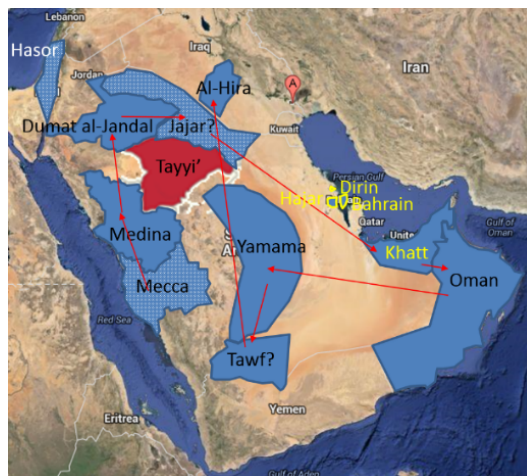 Lebanon
Hasor
Iraq
Iran
Jordan
Al-Hira
A
Dumat al-Jandal
Jajar?
Kuwait
Tayyi'
Persian Gulf
Dirin
Hajar
Bahrain
Qatar
Gulf of
Oman
Medina
Yamama
Unite
Khatt
Oman
Mecca
Red Sea
Tawf?
Yemen
Eritrea
Gulf of Aden